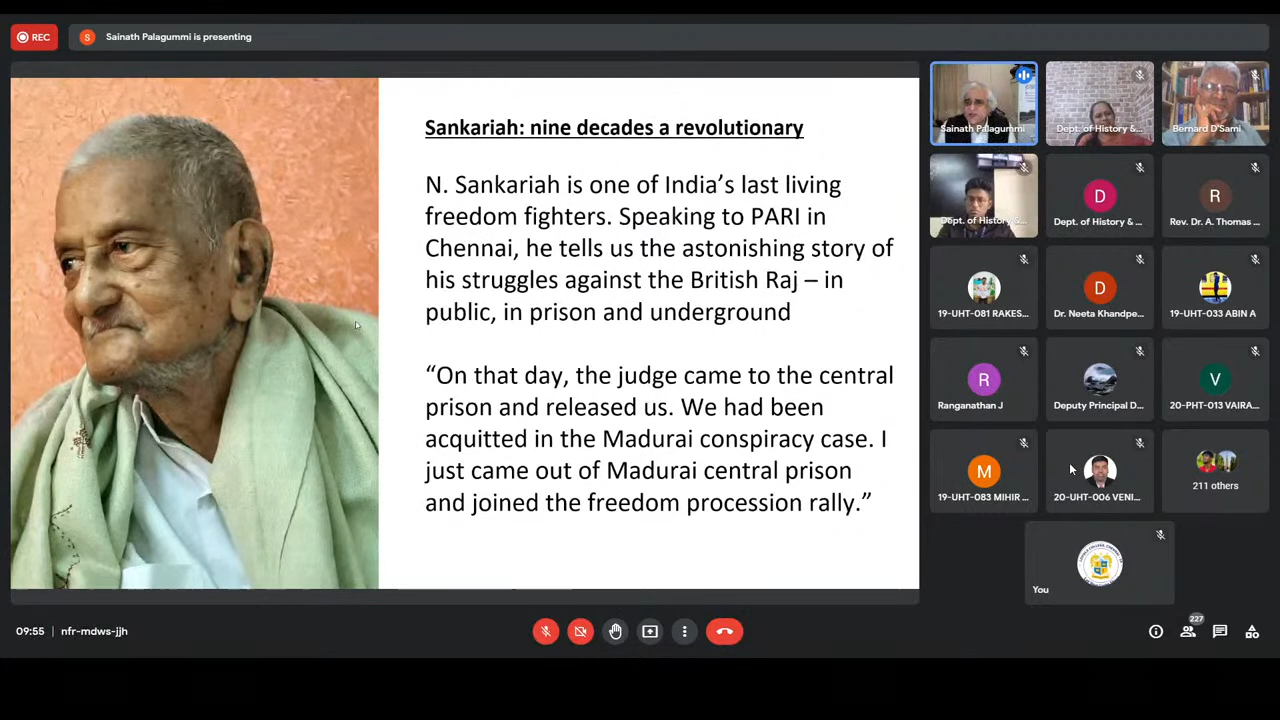 REC
S
Sainath Palagummi is presenting
Sankariah: nine decades a revolutionary
N. Sankariah is one of India's last living
freedom fighters. Speaking to PARI in
Chennai, he tells us the astonishing story of
his struggles against the British Raj – in
public, in prison and underground
“On that day, the judge came to the central
prison and released us. We had been
acquitted in the Madurai conspiracy case. I
just came out of Madurai central prison
and joined the freedom procession rally.”
Sainath Palagummi
Dept. of History &...
Bernard D'Sami
Dept. of History &...
D
Dept. of History & ...
R
Rev. Dr. A. Thomas ...
19-UHT-081 RAKES...
D
Dr. Neeta Khandpe...
19-UHT-033 ABIN A
R
Ranganathan J
Deputy Principal D...
V
20-PHT-013 VAIRA...
M
19-UHT-083 MIHIR ...
20-UHT-006 VENI...
211 others
You
09:55 | nfr-mdws-jjh
227